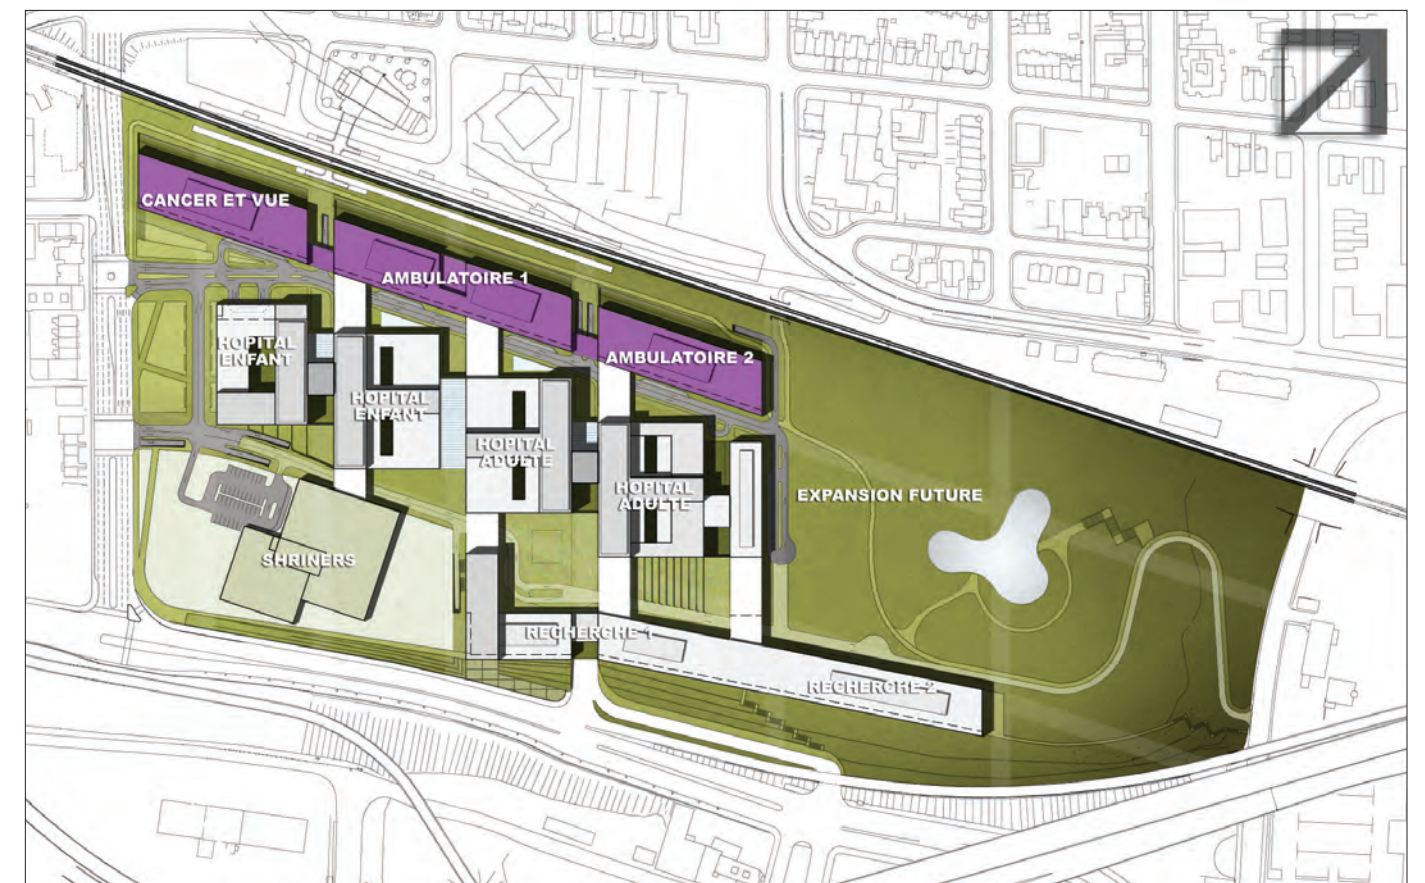 CANCER ET VUE
AMBULATOIRE 1
AMBULATOIRE 2
HOPITAL
ENFANT
HOPITAL
ENFANT
HOPITAL
ADULTE
HOPITAL
ADULTE
EXPANSION FUTURE
SHRINERS
RECHERCHE 1
RECHERCHE 2